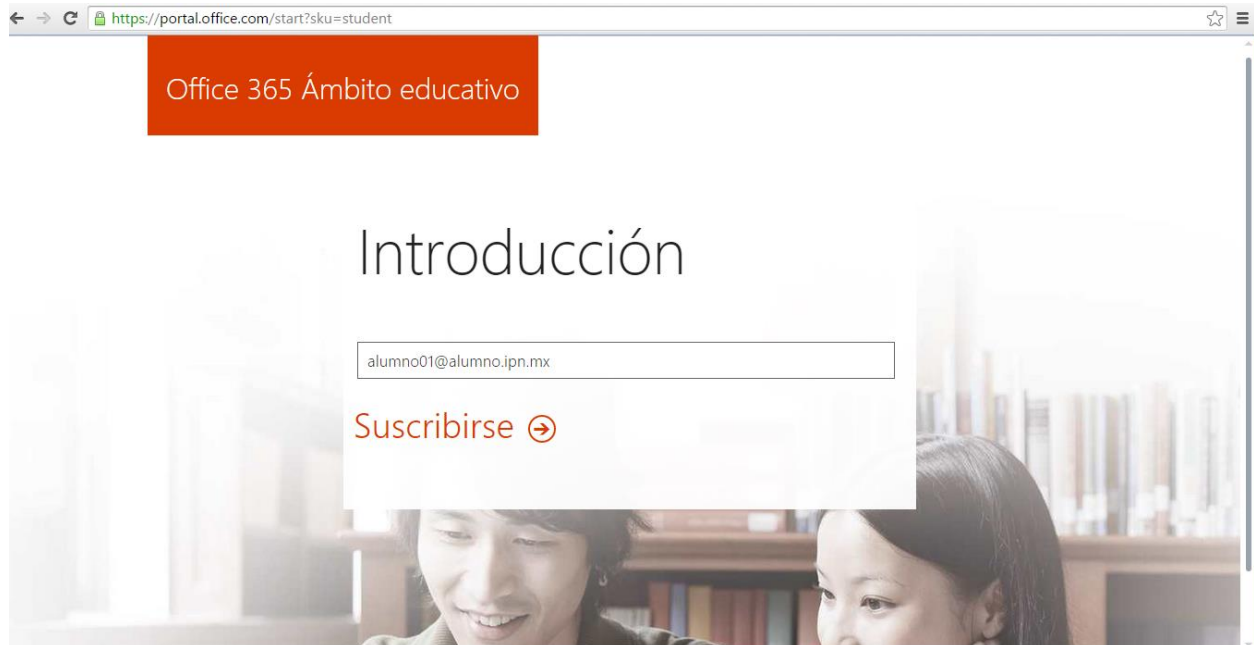 https://portal.office.com/start?sku=student
Office 365 Ámbito educativo
Introducción
alumno01@alumno.ipn.mx
Suscribirse